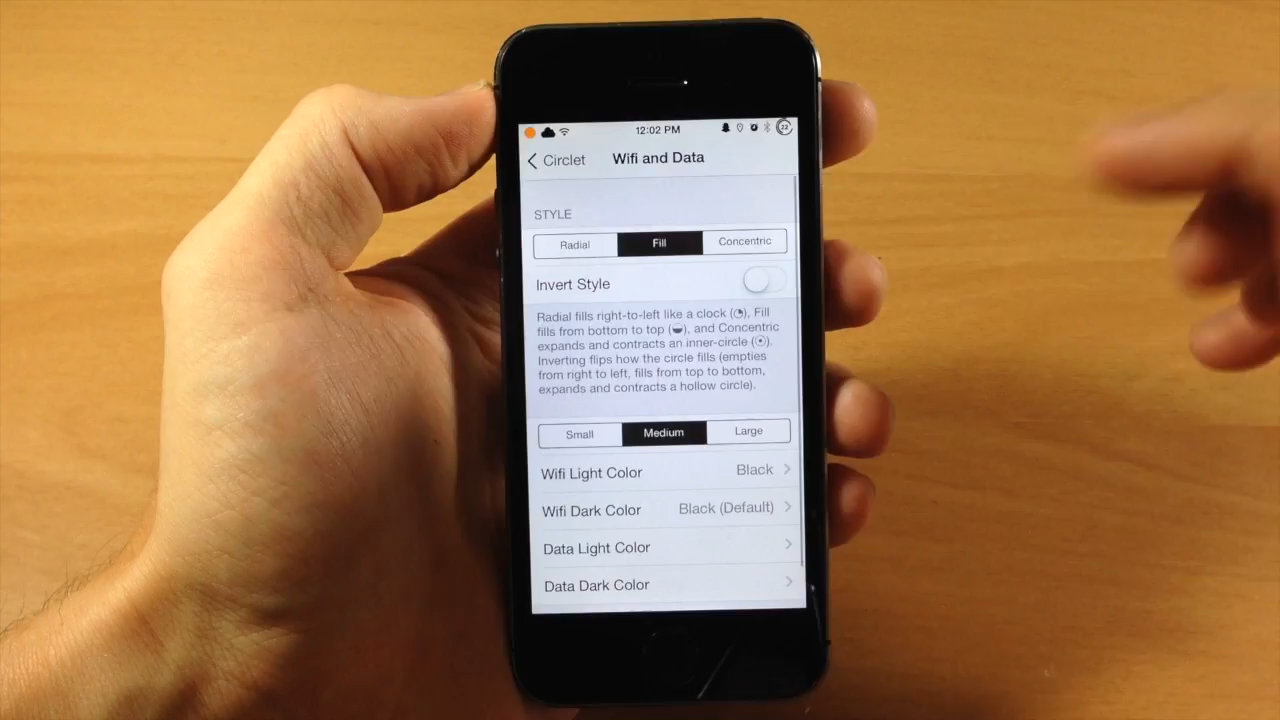 12:02 PM 22
Circlet Wifi and Data
STYLE
Radial Fill Concentric
Invert Style
Radial fills right-to-left like a clock (), Fill
fills from bottom to top (), and Concentric
expands and contracts an inner-circle ().
Inverting flips how the circle fills (empties
from right to left, fills from top to bottom,
expands and contracts a hollow circle).
Small Medium Large
Wifi Light Color Black
Wifi Dark Color Black (Default)
Data Light Color
Data Dark Color